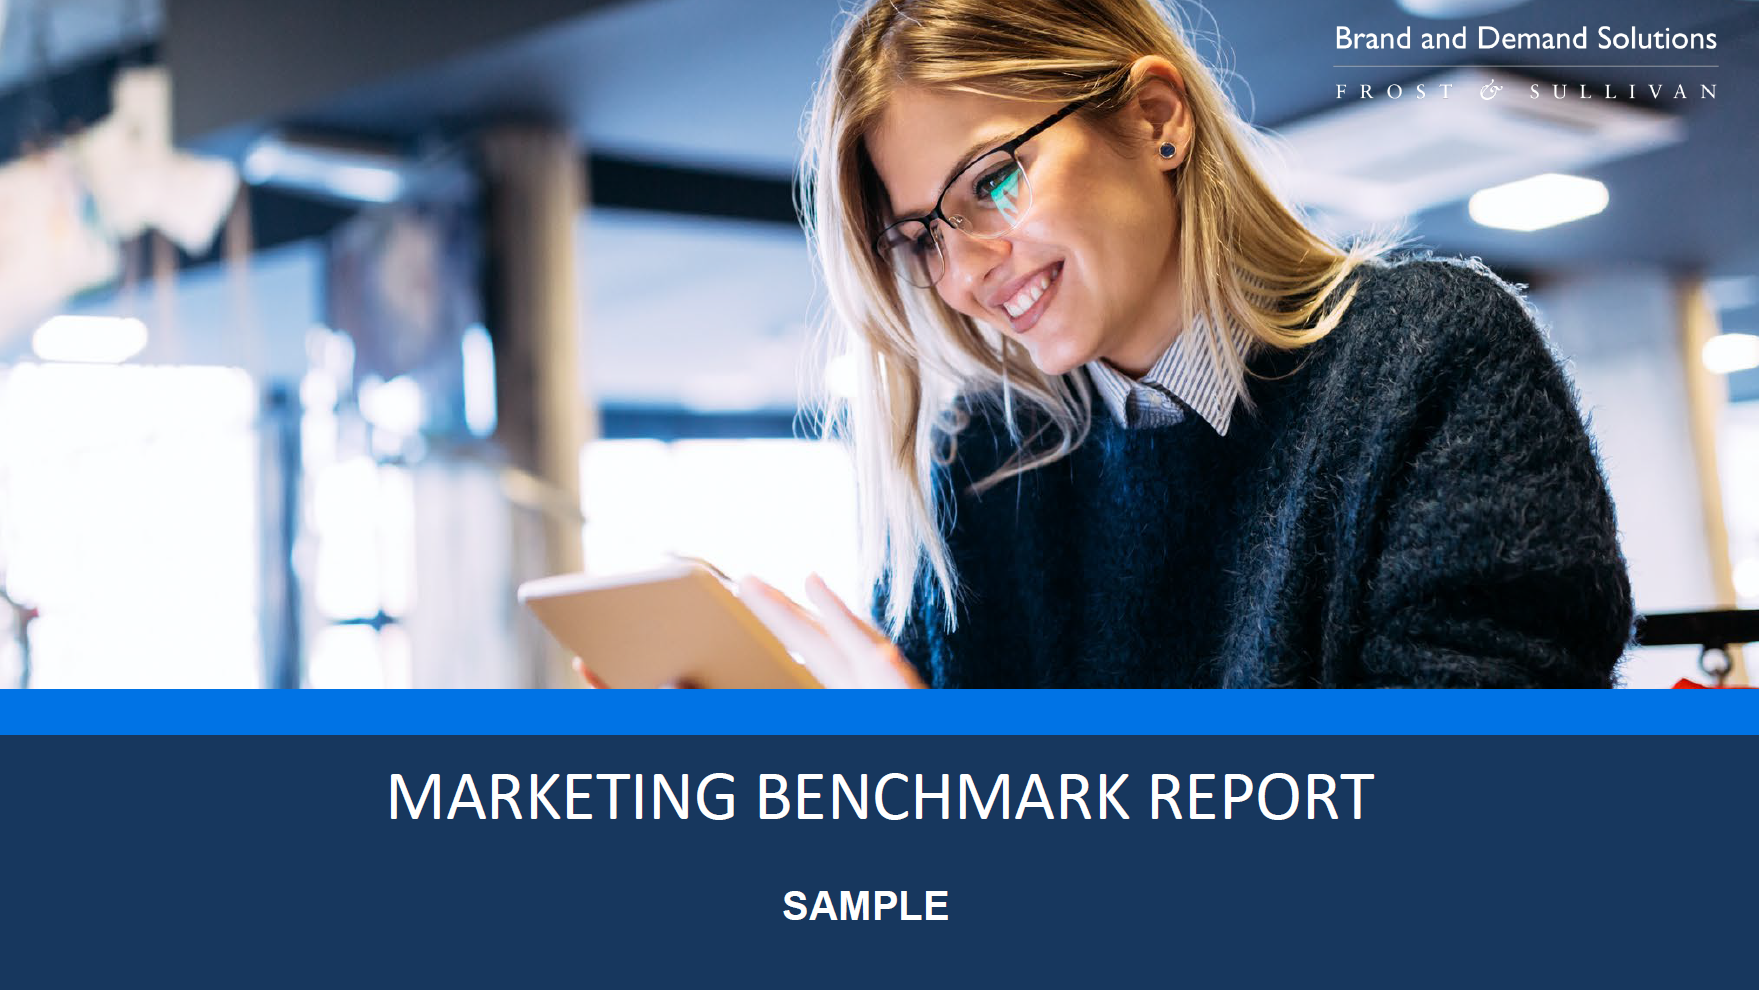 Brand and Demand Solutions
FROST & SULLIVAN
MARKETING BENCHMARK REPORT
SAMPLE